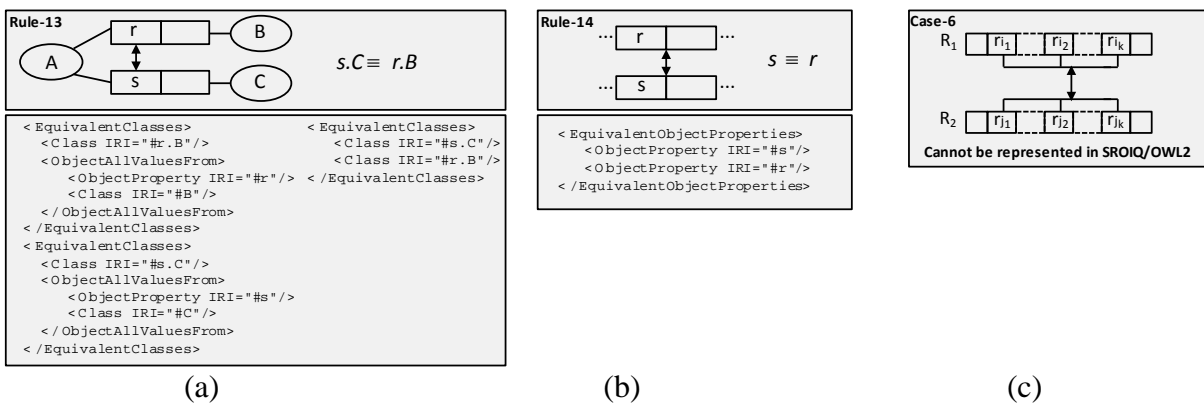 Rule-13
r
B
A
s
C
s.C ≡ r.B
<EquivalentClasses>
<Class IRI="#r.B"/>
<ObjectAllValuesFrom>
<ObjectProperty IRI="#r"/>
<Class IRI="#B"/>
</ObjectAllValuesFrom>
</EquivalentClasses>
<EquivalentClasses>
<Class IRI="#s.C"/>
<ObjectAllValuesFrom>
<ObjectProperty IRI="#s"/>
<Class IRI="#C"/>
</ObjectAllValuesFrom>
</EquivalentClasses>
<EquivalentClasses>
<Class IRI="#s.C"/>
<Class IRI="#r.B"/>
</EquivalentClasses>
(a)
Rule-14
... r ...
... s ...
s ≡ r
<EquivalentObjectProperties>
<ObjectProperty IRI="#s"/>
<ObjectProperty IRI="#r"/>
</EquivalentObjectProperties>
(b)
Case-6
R1 ri1 ri2 rik
R2 rj1 rj2 rjk
Cannot be represented in SROIQ/OWL2
(c)